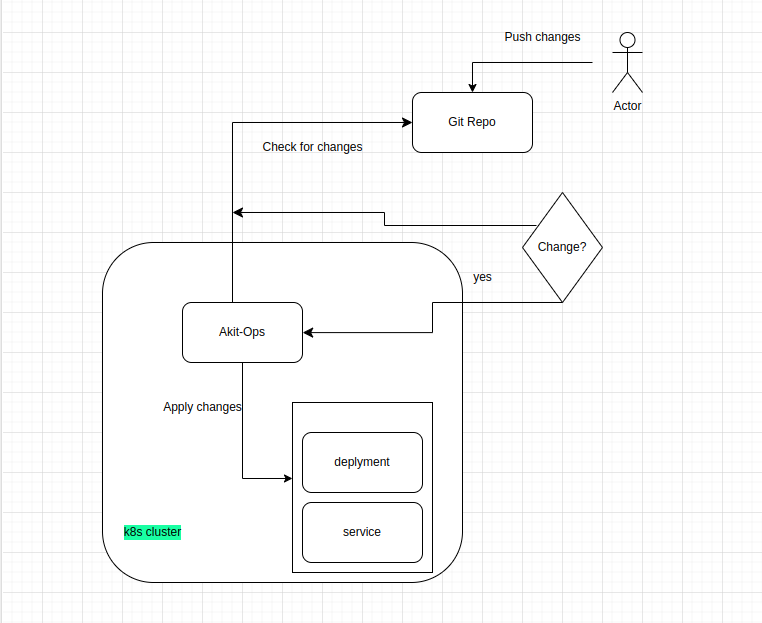 Push changes
Actor
Git Repo
Check for changes
Change?
yes
Akit-Ops
Apply changes
deplyment
service
k8s cluster